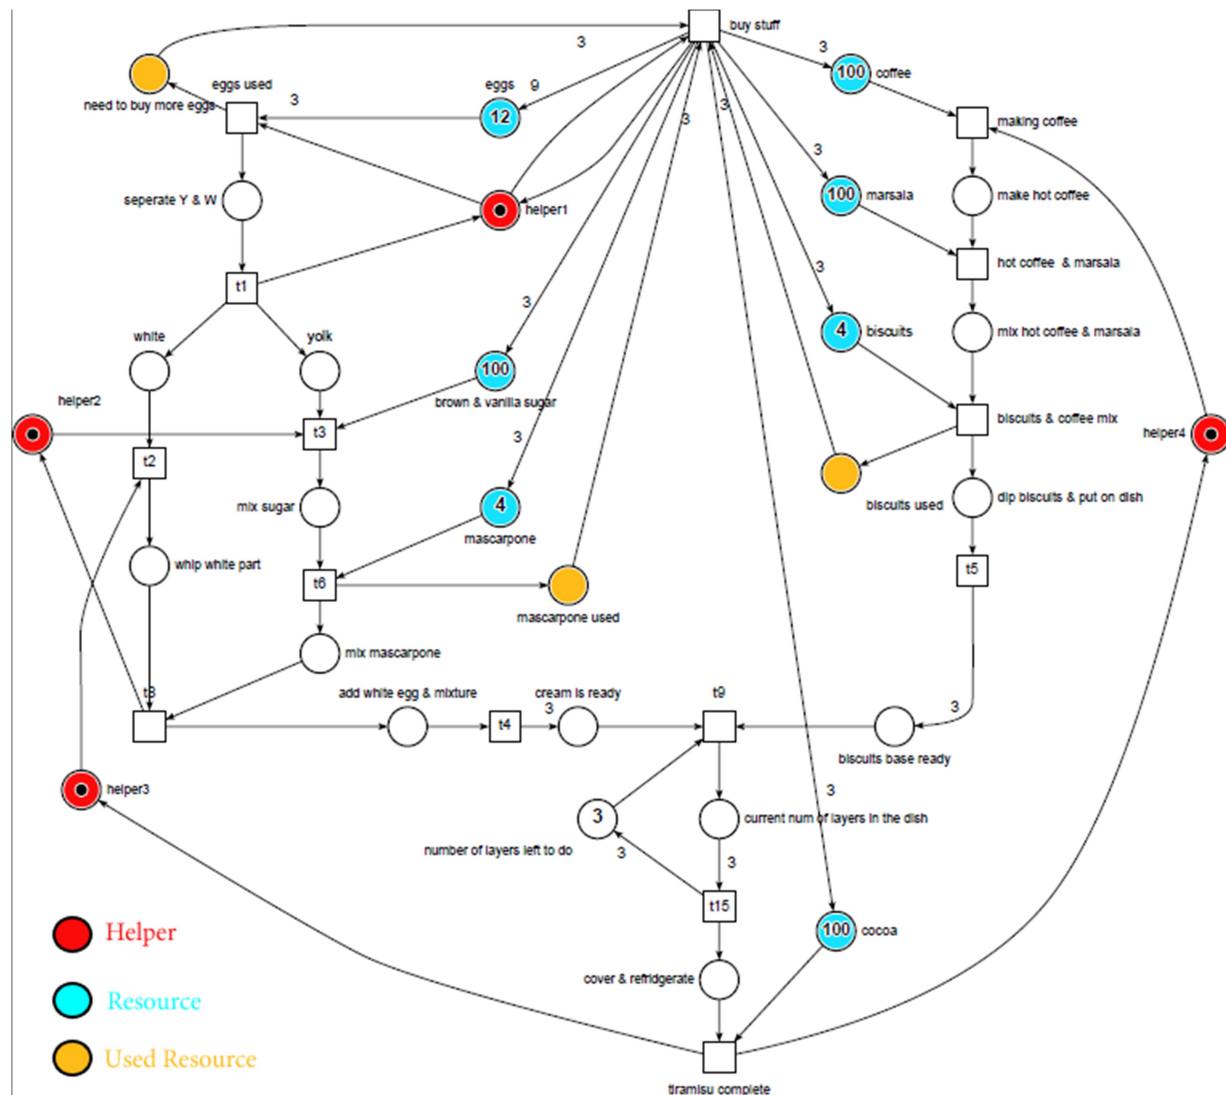 buy stuff
3
3
100
coffee
need to buy more eggs
eggs used
3
eggs
9
12
3
3
making coffee
seperate Y & W
helper1
3
100
marsala
make hot coffee
t1
hot coffee & marsala
3
3
white
yolk
4
biscuits
mix hot coffee & marsala
100
brown & vanilla sugar
helper2
t3
biscuits & coffee mix
helper4
t2
3
mix sugar
4
mascarpone
biscuits used
dip biscuits & put on dish
whip white part
t6
t5
mascarpone used
mix mascarpone
t8
add white egg & mixture
cream is ready
t9
3
t4
3
biscuits base ready
helper3
3
3
current num of layers in the dish
number of layers left to do
3
3
t15
Helper
100
cocoa
cover & refridgerate
Resource
Used Resource
tiramisu complete